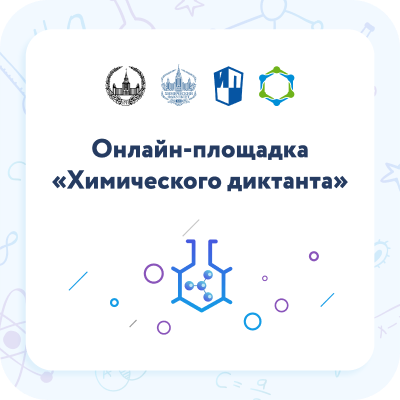 Онлайн-площадка
«Химического диктанта»